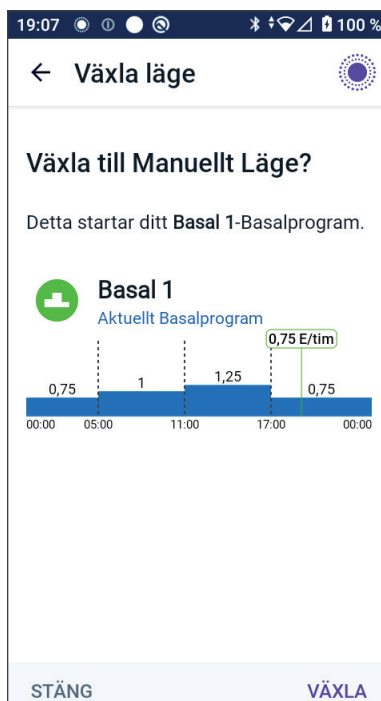 19:07 100 %
Växla läge
Växla till Manuellt Läge?
Detta startar ditt Basal 1-Basalprogram.
Basal 1
Aktuellt Basalprogram
0,75 E/tim
0,75 1 1,25 0,75
00:00 05:00 11:00 17:00 00:00
STÄNG VÄXLA